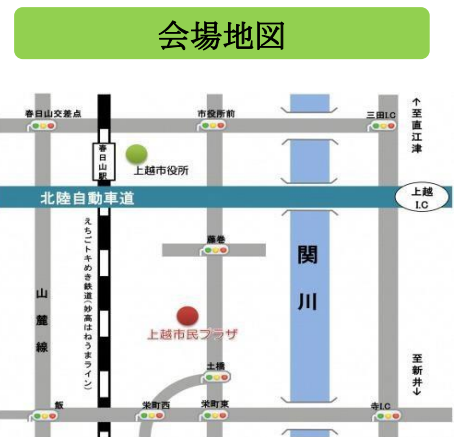 会場地図
春日山交差点
市役所前
三田I.C
↑至直江津
春日山駅
上越市役所
北陸自動車道
上越
I.C
えちごトキめき鉄道(妙高はねうまライン)
藤巻
関川
山麓線
上越市民プラザ
土橋
至新井↓
飯
栄町西
栄町東
寺I.C